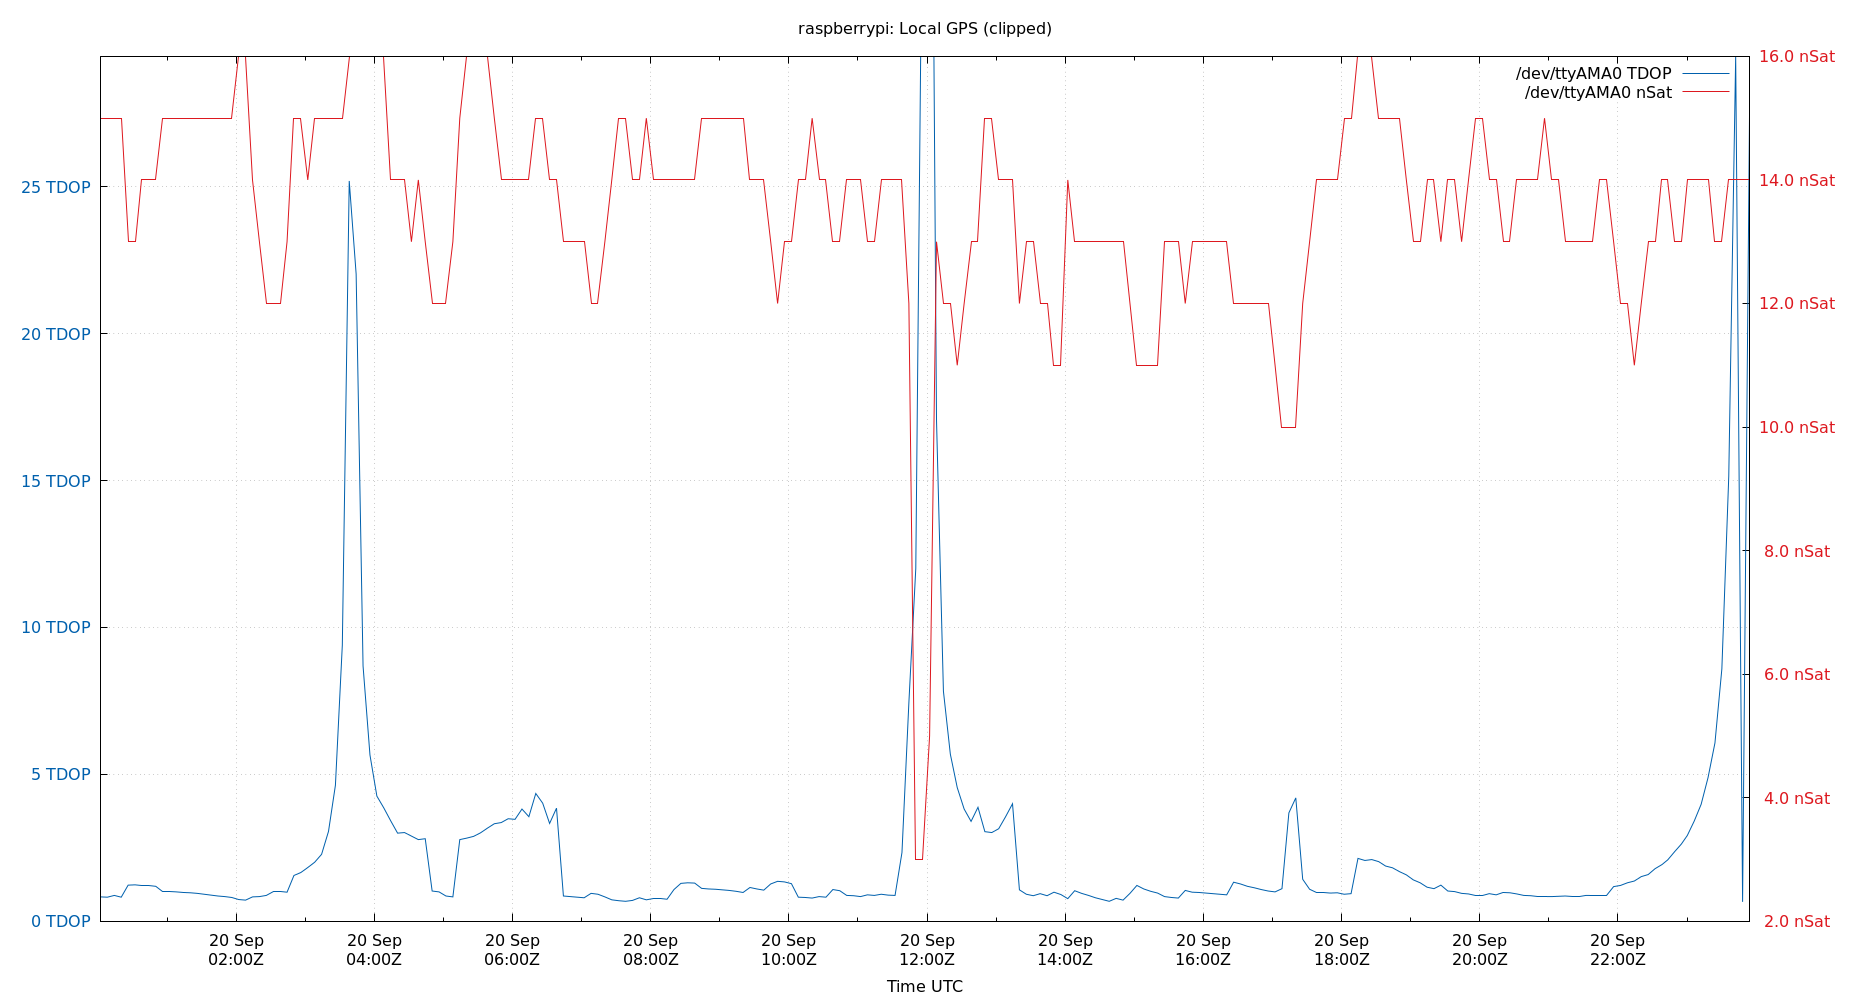 raspberrypi: Local GPS (clipped)
/dev/ttyAMA0 TDOP
/dev/ttyAMA0 nSat
25 TDOP
20 TDOP
15 TDOP
10 TDOP
5 TDOP
0 TDOP
16.0 nSat
14.0 nSat
12.0 nSat
10.0 nSat
8.0 nSat
6.0 nSat
4.0 nSat
2.0 nSat
20 Sep 20 Sep 20 Sep 20 Sep 20 Sep 20 Sep 20 Sep 20 Sep 20 Sep 20 Sep 20 Sep
02:00Z 04:00Z 06:00Z 08:00Z 10:00Z 12:00Z 14:00Z 16:00Z 18:00Z 20:00Z 22:00Z
Time UTC